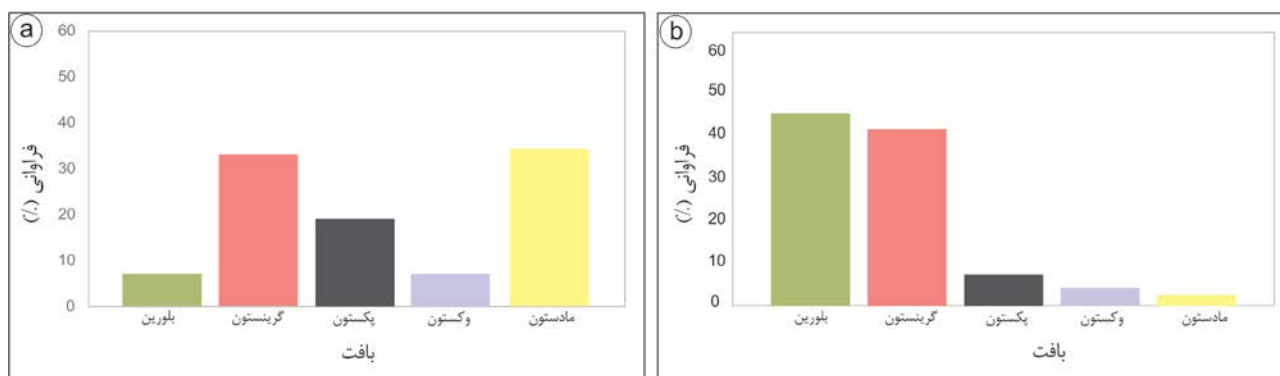 a
60
50
40
30
20
10
0
فراوانی (٪)
بلورین
گرینستون
پکستون
وکستون
مادستون
بافت
b
60
50
40
30
20
10
0
فراوانی (٪)
بلورین
گرینستون
پکستون
وکستون
مادستون
بافت